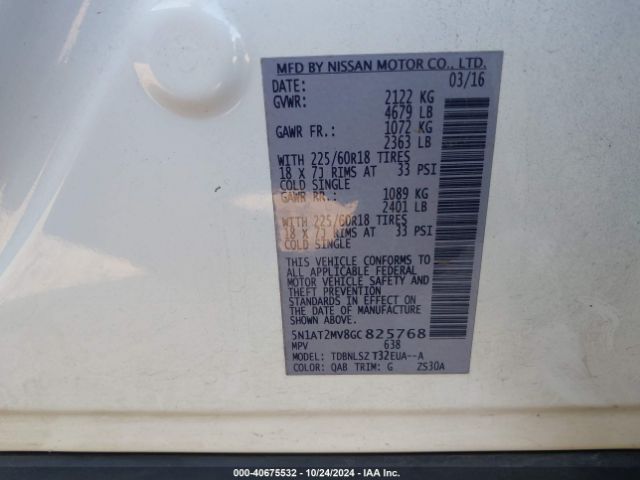 MFD BY NISSAN MOTOR CO., LTD.
DATE: 03/16
GVWR: 2122 KG
4679 LB
GAWR FR.: 1072 KG
2363 LB
WITH 225/60R18 TIRES
18 X 7J RIMS AT 33 PSI
COLD SINGLE
GAWR RR.: 1089 KG
2401 LB
WITH 225/60R18 TIRES
18 X 7J RIMS AT 33 PSI
COLD SINGLE
THIS VEHICLE CONFORMS TO
ALL APPLICABLE FEDERAL
MOTOR VEHICLE SAFETY AND
THEFT PREVENTION
STANDARDS IN EFFECT ON
THE DATE OF MANUFACTURE
SHOWN ABOVE.
5N1AT2MV8GC825768
MPV 638
MODEL: TDBNLSZ T32EUA--A
COLOR: QAB TRIM: G ZS30A
000-40675532 • 10/24/2024 • IAA Inc.